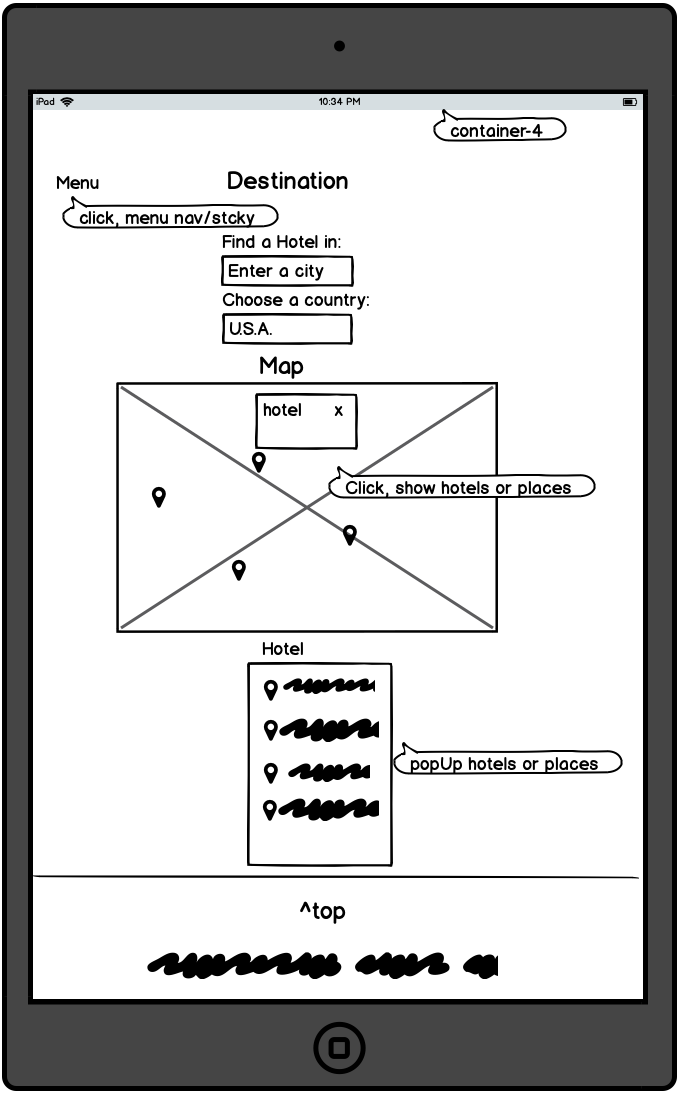 iPad 10:34 PM
container-4
Menu
Destination
click, menu nav/stcky
Find a Hotel in:
Enter a city
Choose a country:
U.S.A.
Map
hotel x
Click, show hotels or places
Hotel
popUp hotels or places
^top